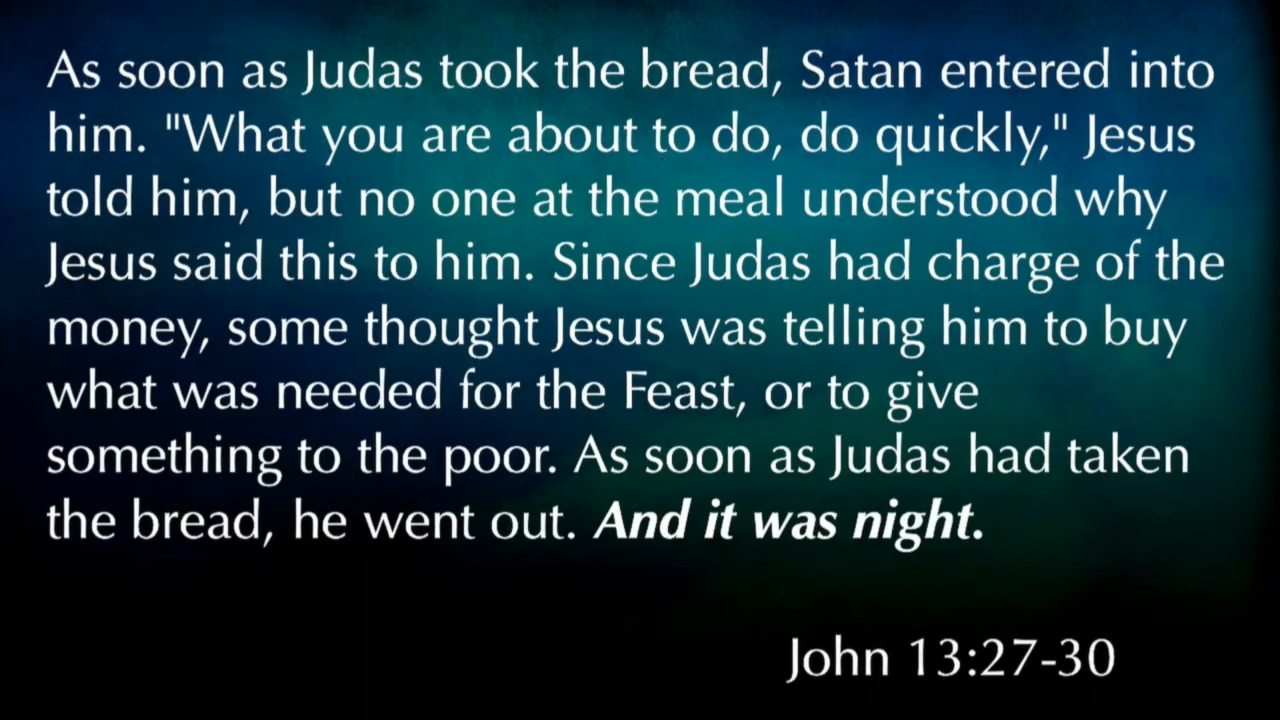 As soon as Judas took the bread, Satan entered into
him. "What you are about to do, do quickly," Jesus
told him, but no one at the meal understood why
Jesus said this to him. Since Judas had charge of the
money, some thought Jesus was telling him to buy
what was needed for the Feast, or to give
something to the poor. As soon as Judas had taken
the bread, he went out. And it was night.
John 13:27-30